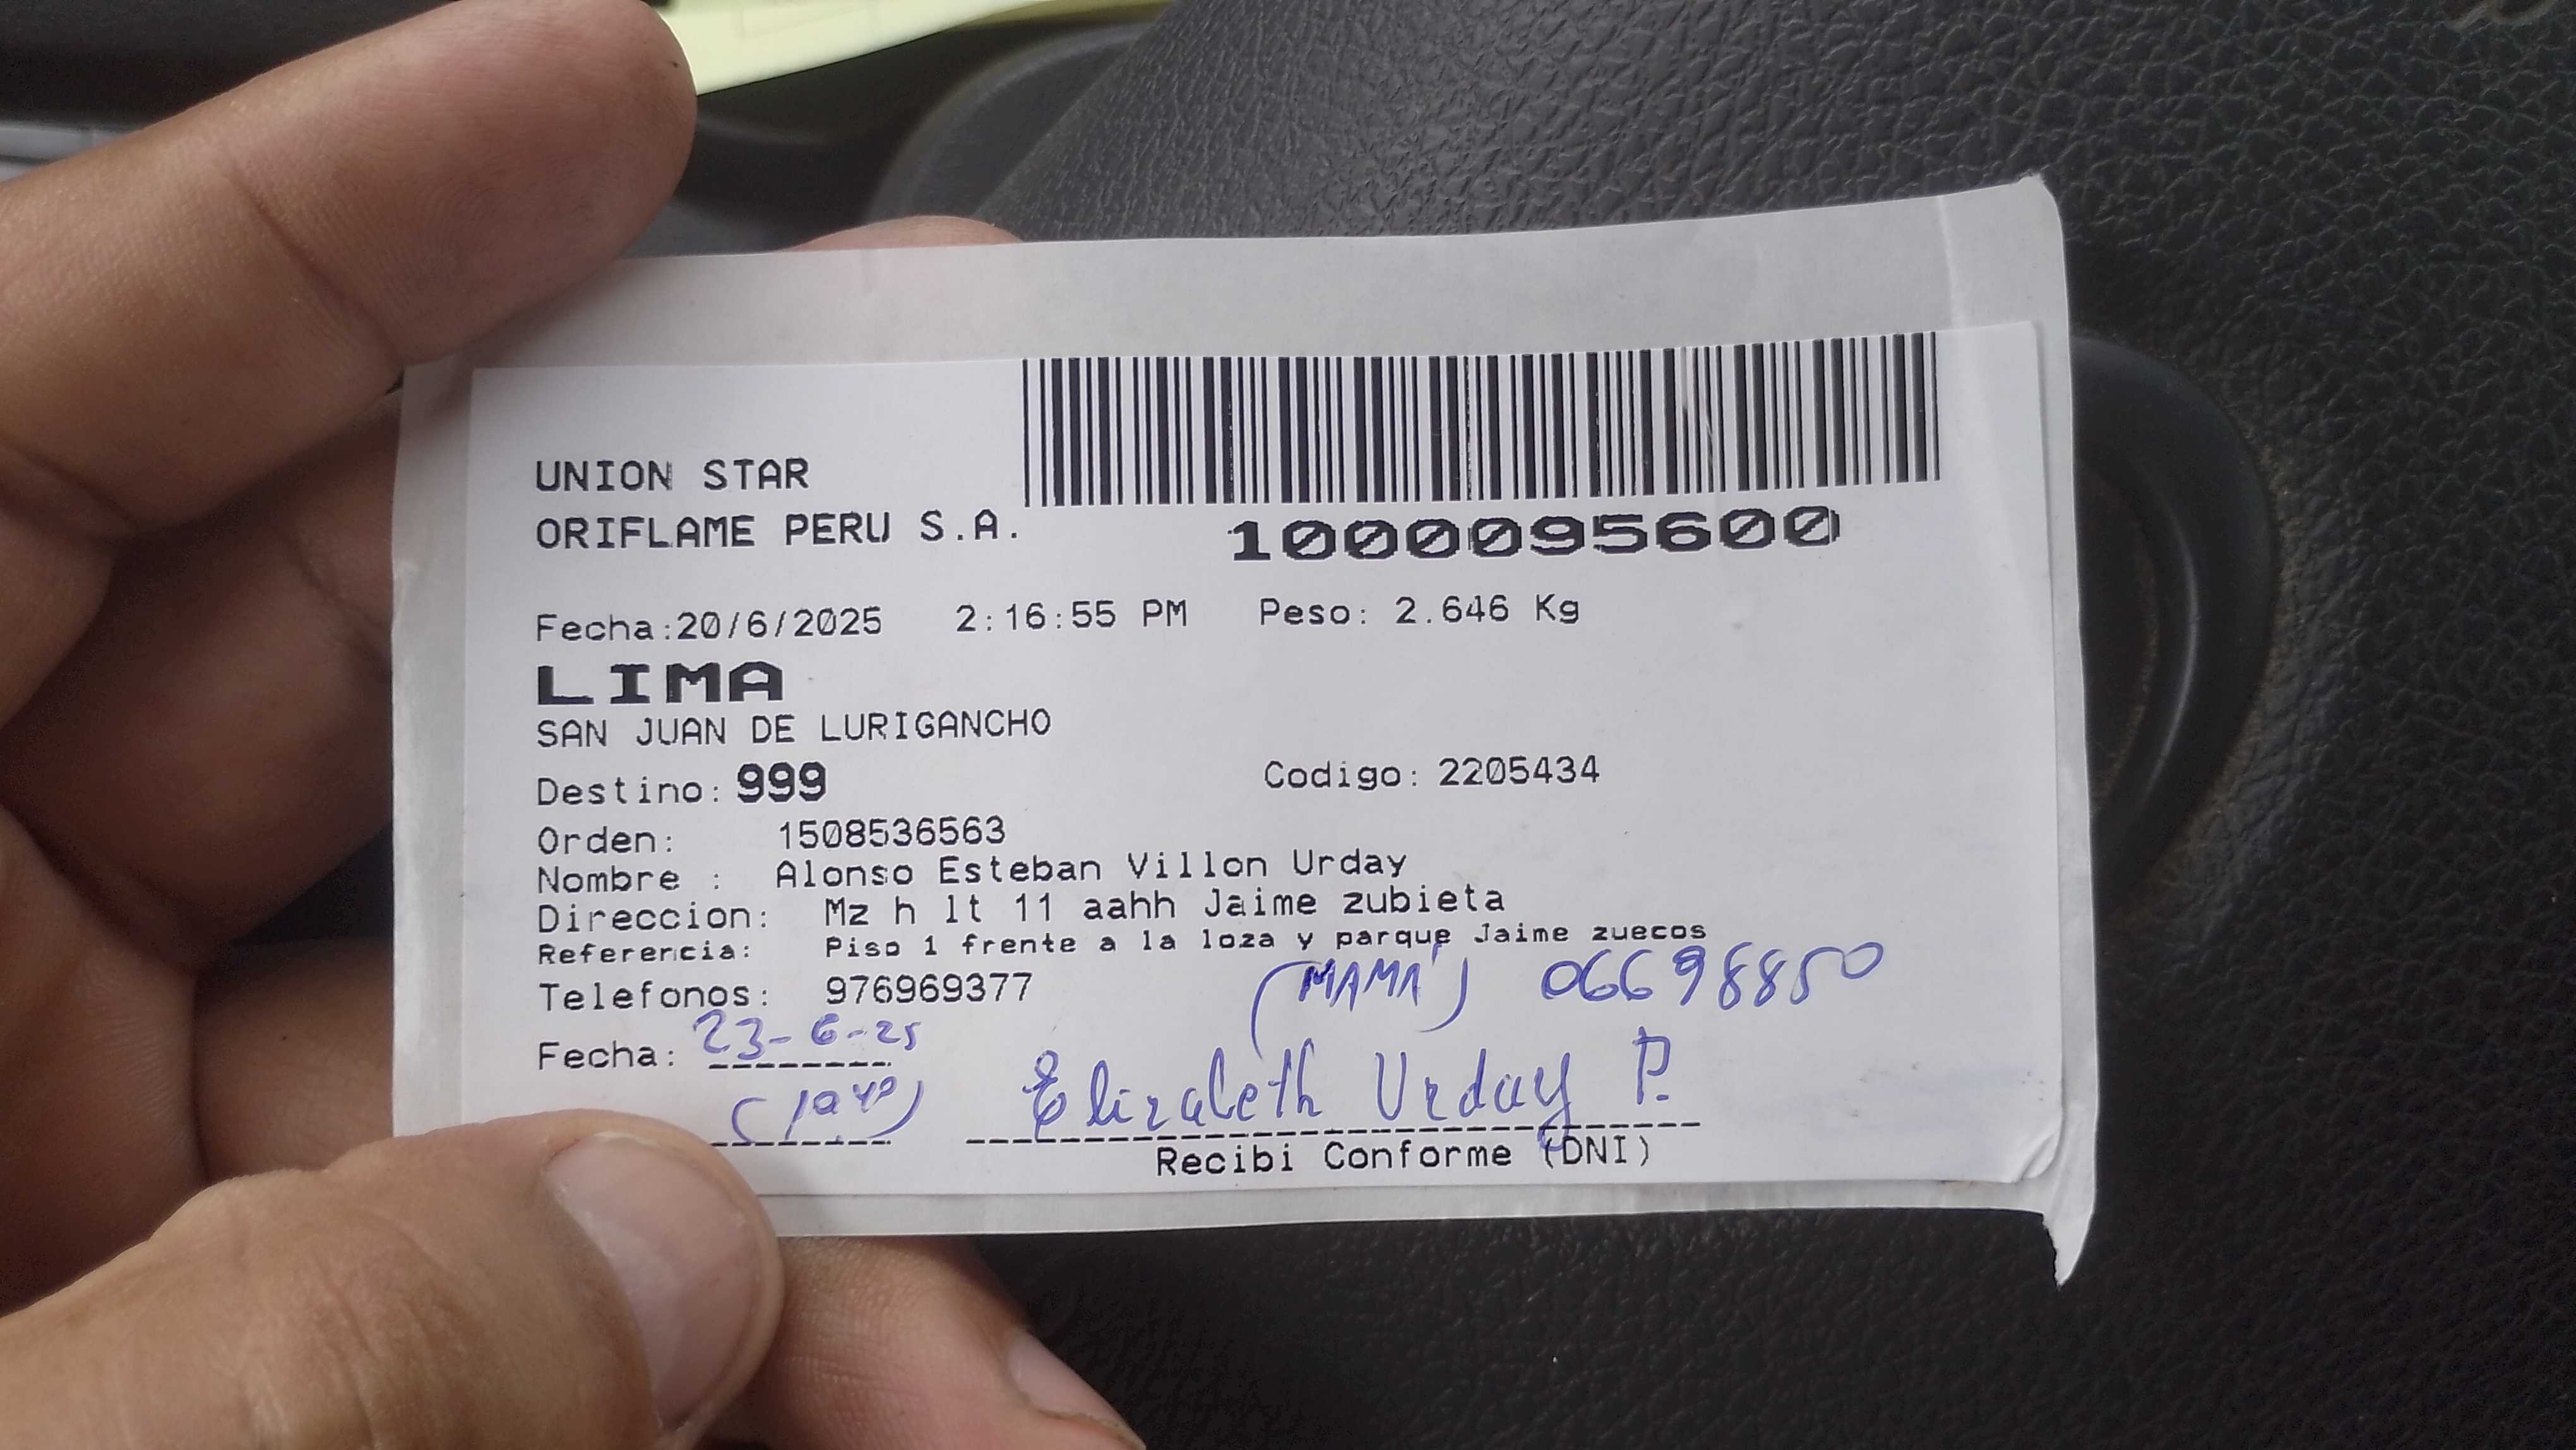 UNION STAR
ORIFLAME PERU S.A.
1000095600
Fecha:20/6/2025 2:16:55 PM Peso: 2.646 Kg
LIMA
SAN JUAN DE LURIGANCHO
Destino: 999 Codigo: 2205434
Orden: 1508536563
Nombre : Alonso Esteban Villon Urday
Direccion: Mz h lt 11 aahh Jaime zubieta
Referencia: Piso 1 frente a la loza y parque Jaime zuecos
Telefonos: 976969377 (MAMÁ) 06698850
Fecha: 23-6-25
Elizabeth Urday P.
Recibi Conforme (DNI)